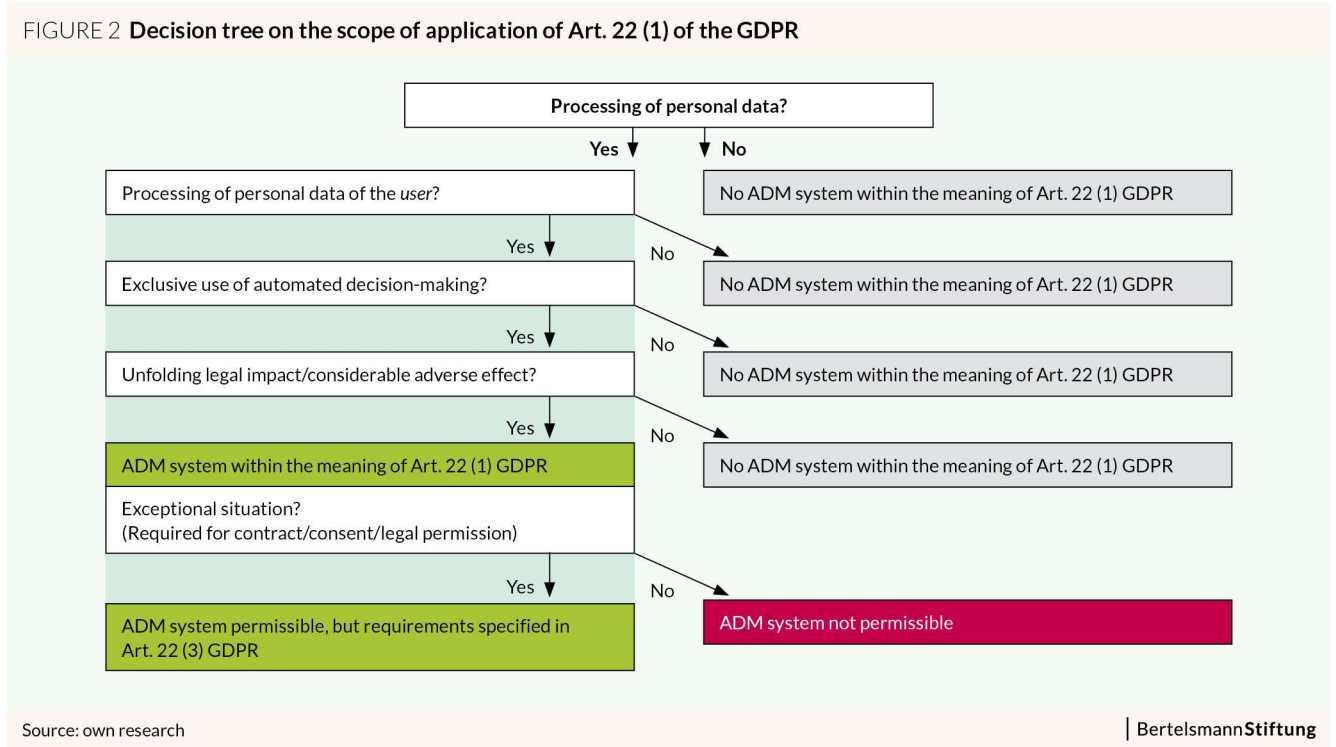 FIGURE 2 Decision tree on the scope of application of Art. 22 (1) of the GDPR
Processing of personal data?
Yes No
Processing of personal data of the user?
No ADM system within the meaning of Art. 22 (1) GDPR
Yes
No
Exclusive use of automated decision-making?
No ADM system within the meaning of Art. 22 (1) GDPR
Yes
No
Unfolding legal impact/considerable adverse effect?
No ADM system within the meaning of Art. 22 (1) GDPR
Yes
No
ADM system within the meaning of Art. 22 (1) GDPR
No ADM system within the meaning of Art. 22 (1) GDPR
Exceptional situation?
(Required for contract/consent/legal permission)
Yes
No
ADM system permissible, but requirements specified in
Art. 22 (3) GDPR
ADM system not permissible
Source: own research
BertelsmannStiftung